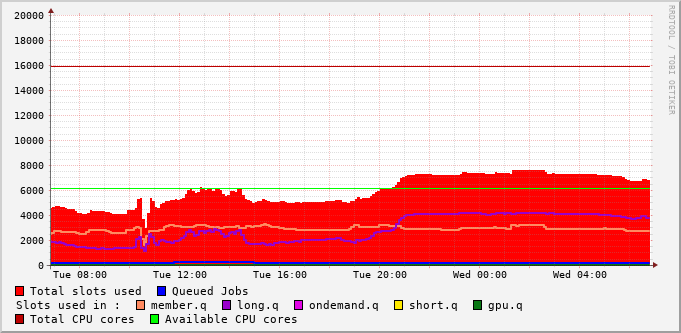 20000
18000
16000
14000
12000
10000
8000
6000
4000
2000
0
Tue 08:00 Tue 12:00 Tue 16:00 Tue 20:00 Wed 00:00 Wed 04:00
RRDTOOL / TOBI OETIKER
Total slots used Queued Jobs
Slots used in : member.q long.q ondemand.q short.q gpu.q
Total CPU cores Available CPU cores